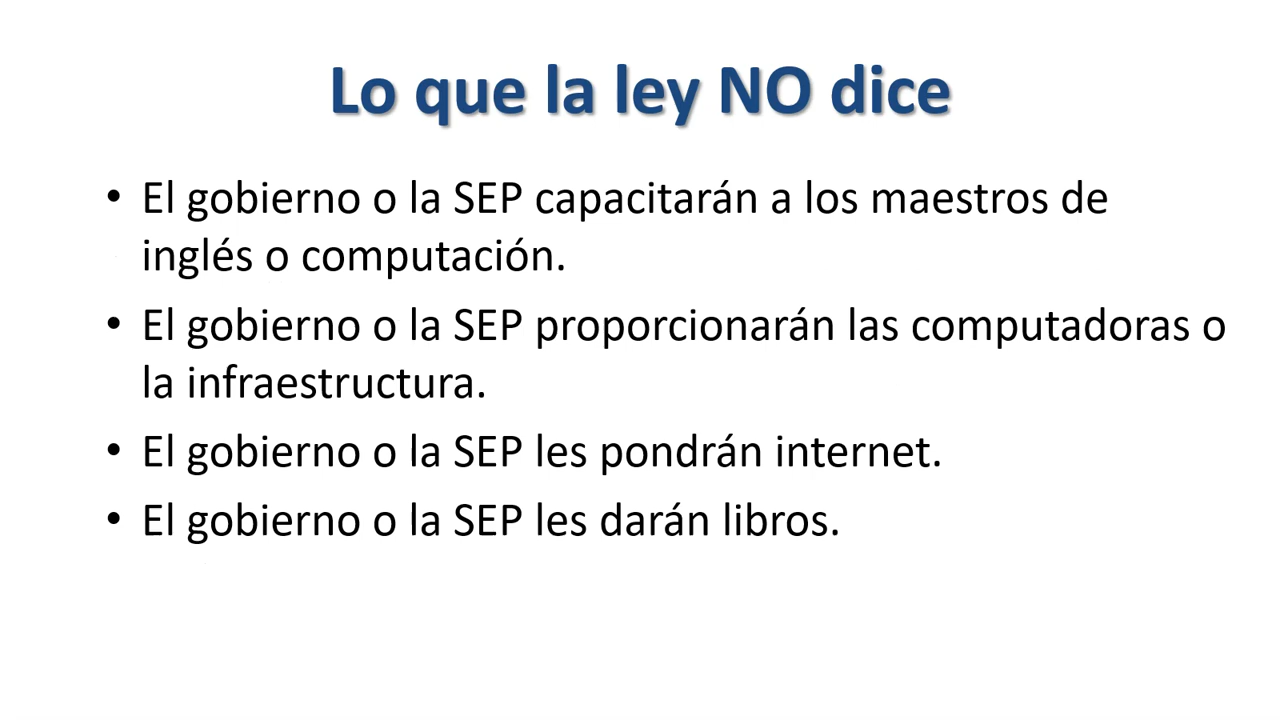 Lo que la ley NO dice
• El gobierno o la SEP capacitarán a los maestros de
inglés o computación.
• El gobierno o la SEP proporcionarán las computadoras o
la infraestructura.
• El gobierno o la SEP les pondrán internet.
• El gobierno o la SEP les darán libros.